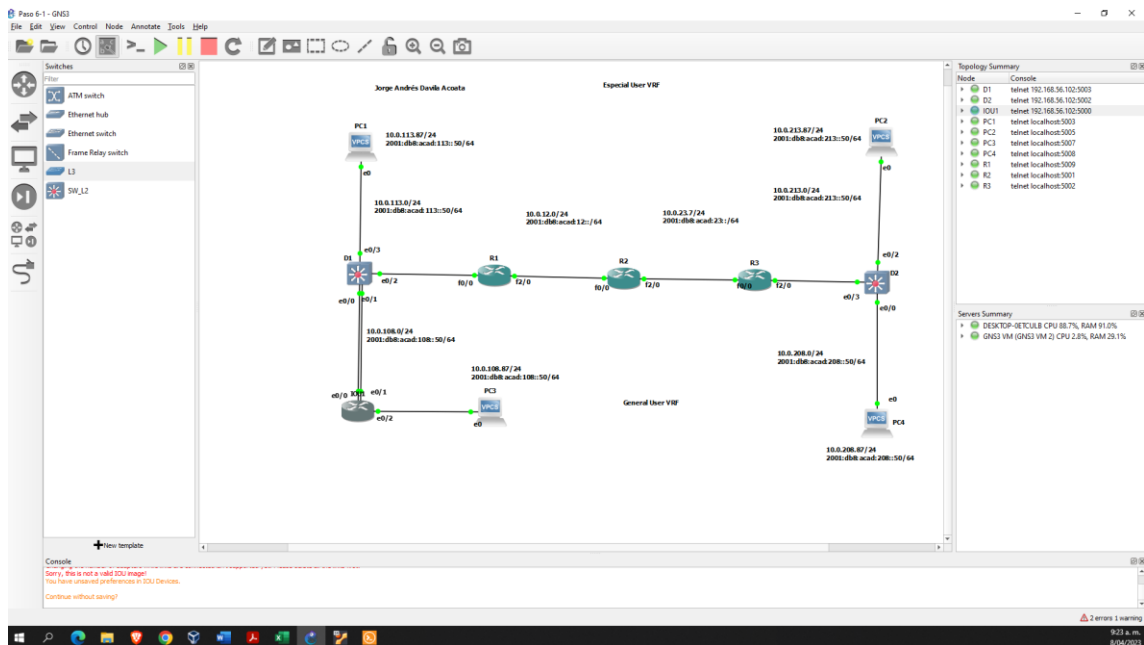 Paso 6-1 - GNS3
File Edit View Control Node Annotate Tools Help
Switches
Filter
ATM switch
Ethernet hub
Ethernet switch
Frame Relay switch
L3
SW_L2
New template
Jorge Andrés Davila Acosta
Especial User VRF
PC1
VPCS
10.0.113.87/24
2001:db8:acad:113::50/64
e0
10.0.113.0/24
2001:db8:acad:113::50/64
10.0.12.0/24
2001:db8:acad:12::/64
10.0.23.7/24
2001:db8:acad:23::/64
PC2
VPCS
10.0.213.87/24
2001:db8:acad:213::50/64
e0
10.0.213.0/24
2001:db8:acad:213::50/64
e0/3
D1
e0/2
e0/0
e0/1
R1
f0/0
f2/0
R2
f0/0
f2/0
R3
f0/0
f2/0
e0/2
D2
e0/3
e0/0
10.0.108.0/24
2001:db8:acad:108::50/64
10.0.208.0/24
2001:db8:acad:208::50/64
10.0.108.87/24
2001:db8:acad:108::50/64
PC3
VPCS
e0
e0/0
e0/1
e0/2
General User VRF
e0
VPCS
PC4
10.0.208.87/24
2001:db8:acad:208::50/64
Topology Summary
Node Console
D1 telnet 192.168.56.102:5003
D2 telnet 192.168.56.102:5002
IOU1 telnet 192.168.56.102:5000
PC1 telnet localhost:5003
PC2 telnet localhost:5005
PC3 telnet localhost:5007
PC4 telnet localhost:5008
R1 telnet localhost:5009
R2 telnet localhost:5001
R3 telnet localhost:5002
Servers Summary
DESKTOP-0ETCULB CPU 88.7%, RAM 91.0%
GNS3 VM (GNS3 VM 2) CPU 2.8%, RAM 29.1%
Console
Sorry, this is not a valid IOU image!
You have unsaved preferences in IOU Devices.
Continue without saving?
2 errors 1 warning
9:23 a. m.
8/04/2023